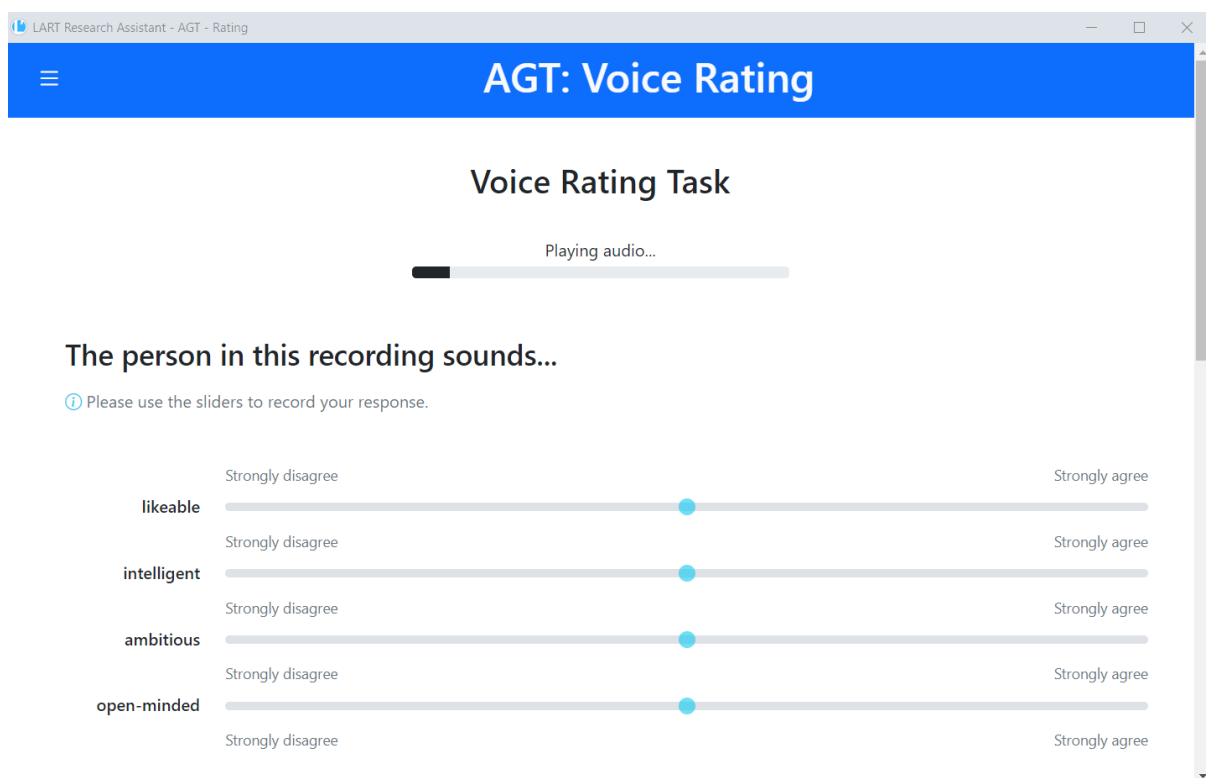 LART Research Assistant - AGT - Rating
AGT: Voice Rating
Voice Rating Task
Playing audio...
The person in this recording sounds...
Please use the sliders to record your response.
Strongly disagree Strongly agree
likeable
Strongly disagree Strongly agree
intelligent
Strongly disagree Strongly agree
ambitious
Strongly disagree Strongly agree
open-minded
Strongly disagree Strongly agree